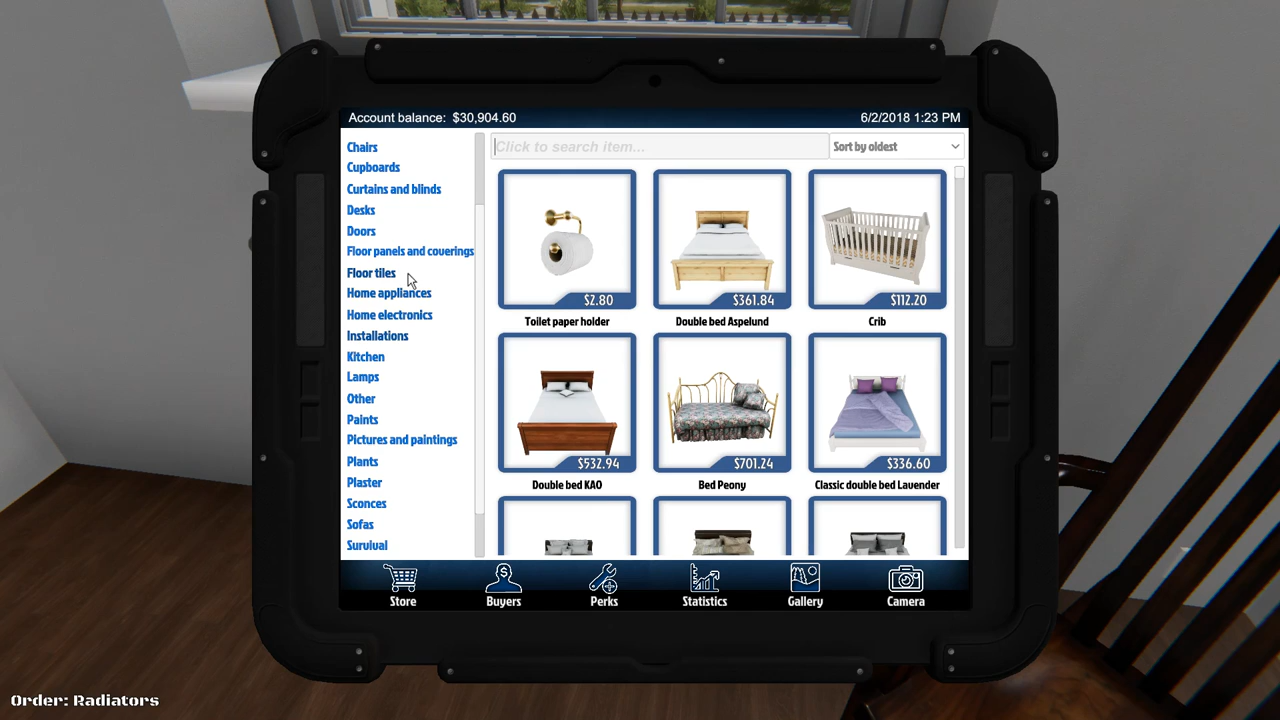 Account balance: $30,904.60
6/2/2018 1:23 PM
Chairs
Cupboards
Curtains and blinds
Desks
Doors
Floor panels and coverings
Floor tiles
Home appliances
Home electronics
Installations
Kitchen
Lamps
Other
Paints
Pictures and paintings
Plants
Plaster
Sconces
Sofas
Survival
Click to search item...
Sort by oldest
$2.80
$361.84
$112.20
Toilet paper holder
Double bed Aspelund
Crib
$532.94
$701.24
$336.60
Double bed KAO
Bed Peony
Classic double bed Lavender
Store
Buyers
Perks
Statistics
Gallery
Camera
Order: Radiators